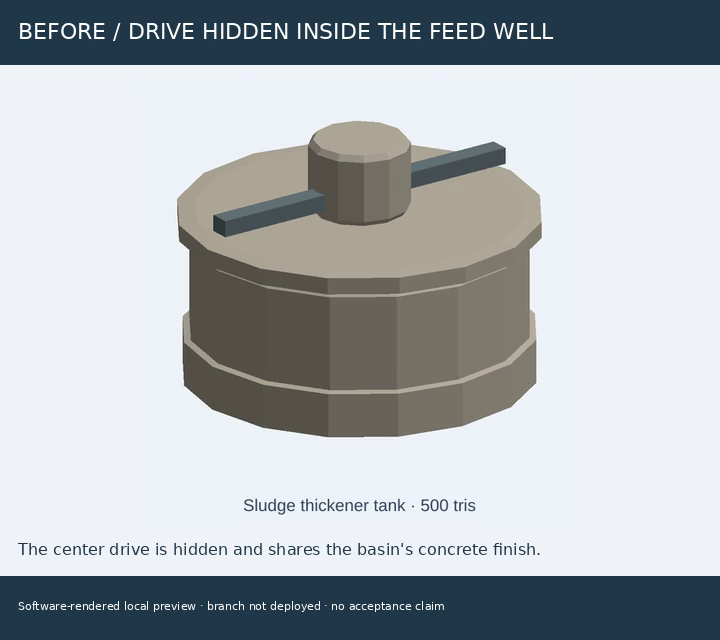 BEFORE / DRIVE HIDDEN INSIDE THE FEED WELL
Sludge thickener tank · 500 tris
The center drive is hidden and shares the basin's concrete finish.
Software-rendered local preview · branch not deployed · no acceptance claim